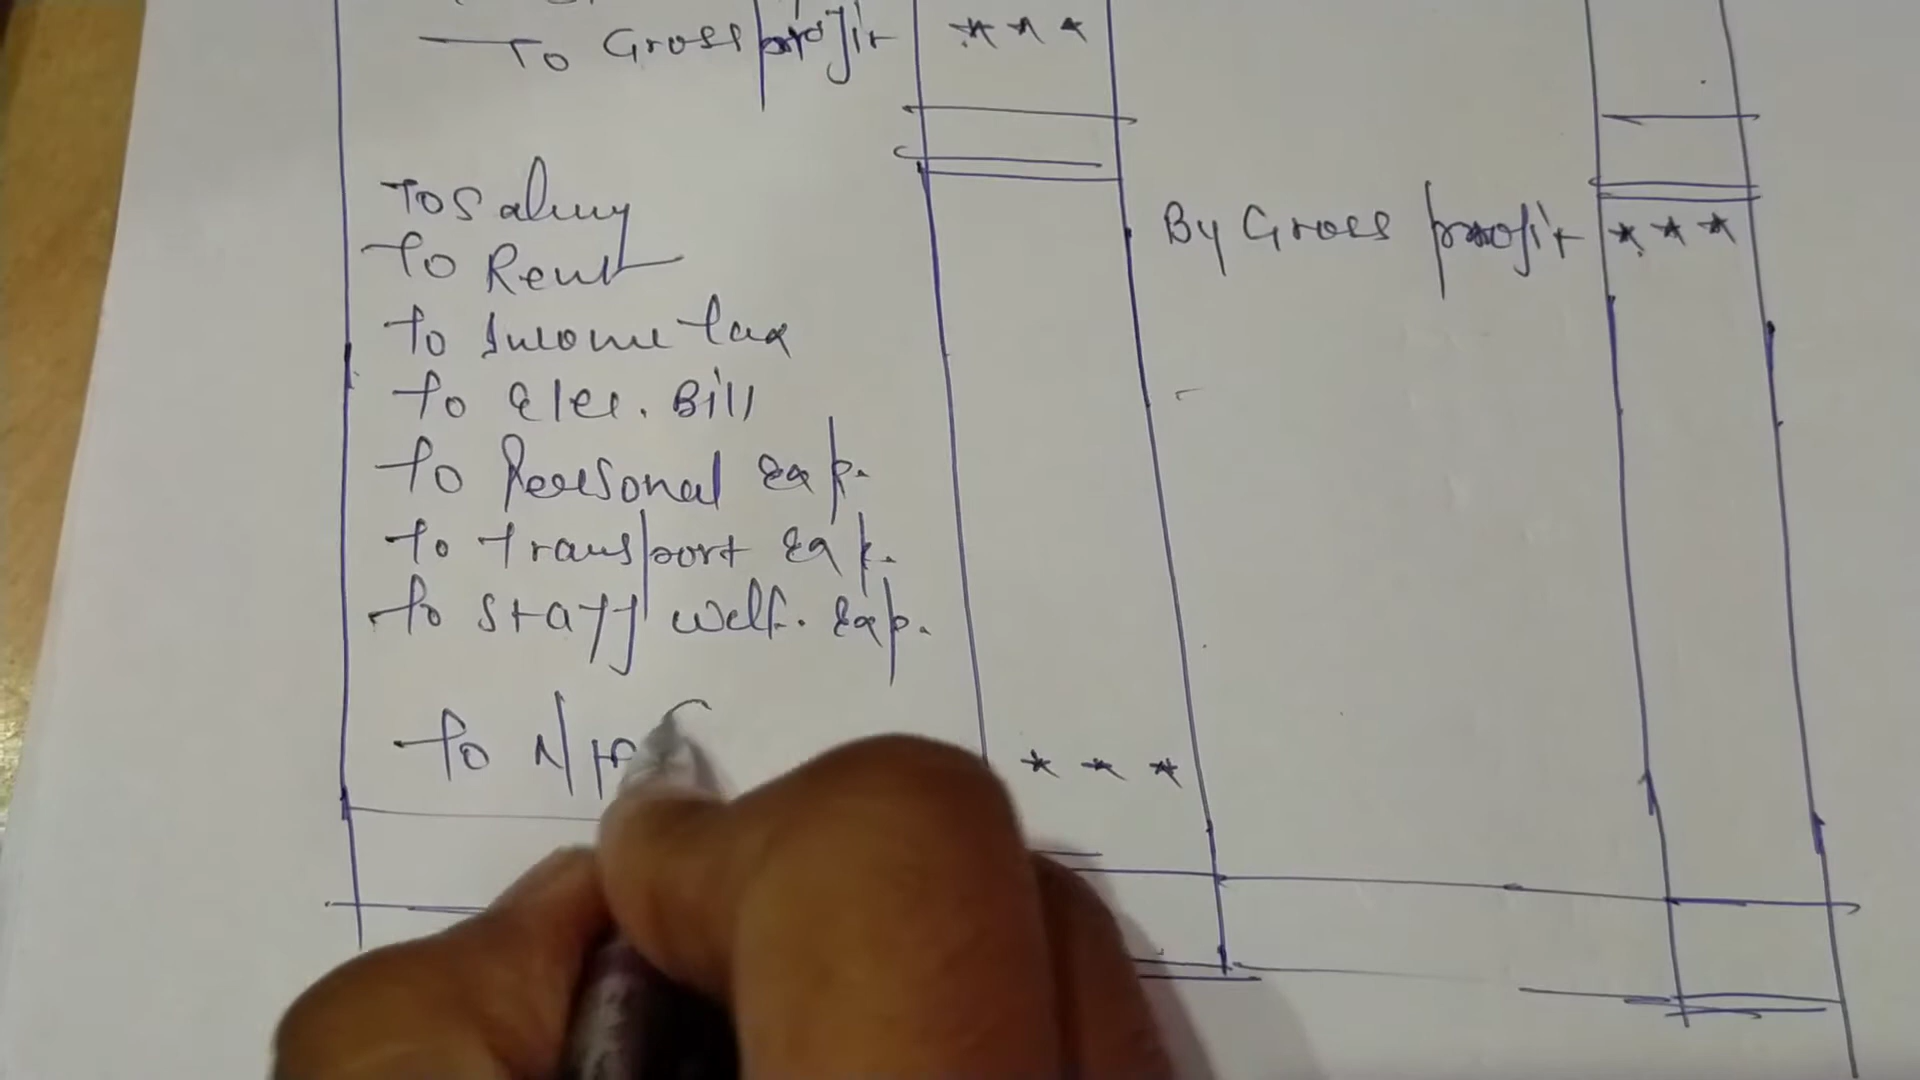 To Gross profit ***
To Salary
By Gross profit ***
To Rent
To Income tax
To Elec. Bill
To Personal Exp.
To transport Exp.
To staff welf. Exp.
To N/ ***